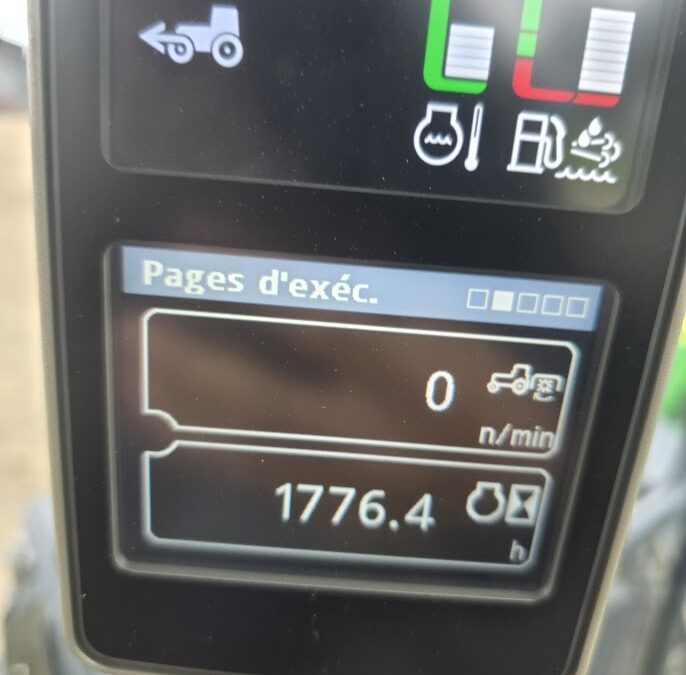 Pages d'exéc.
0
n/min
1776.4
h